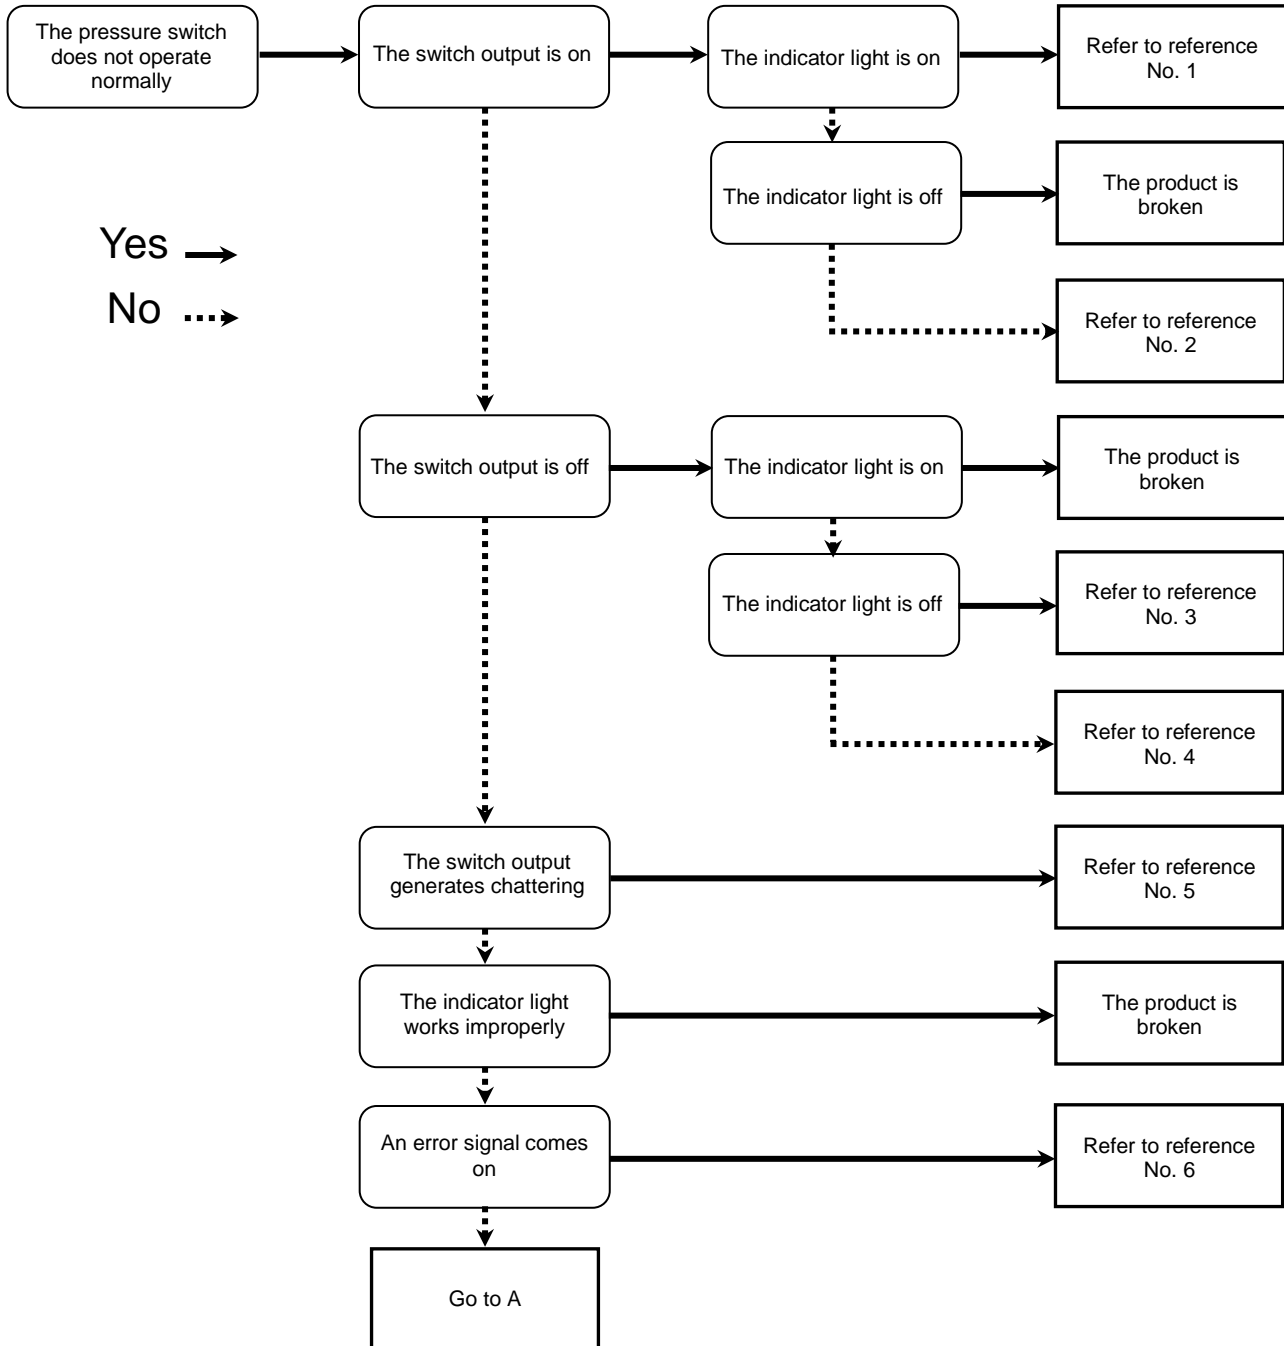 The pressure switch
does not operate
normally
The switch output is on
The indicator light is on
Refer to reference
No. 1
The indicator light is off
The product is
broken
Yes
No
Refer to reference
No. 2
The switch output is off
The indicator light is on
The product is
broken
The indicator light is off
Refer to reference
No. 3
Refer to reference
No. 4
The switch output
generates chattering
Refer to reference
No. 5
The indicator light
works improperly
The product is
broken
An error signal comes
on
Refer to reference
No. 6
Go to A